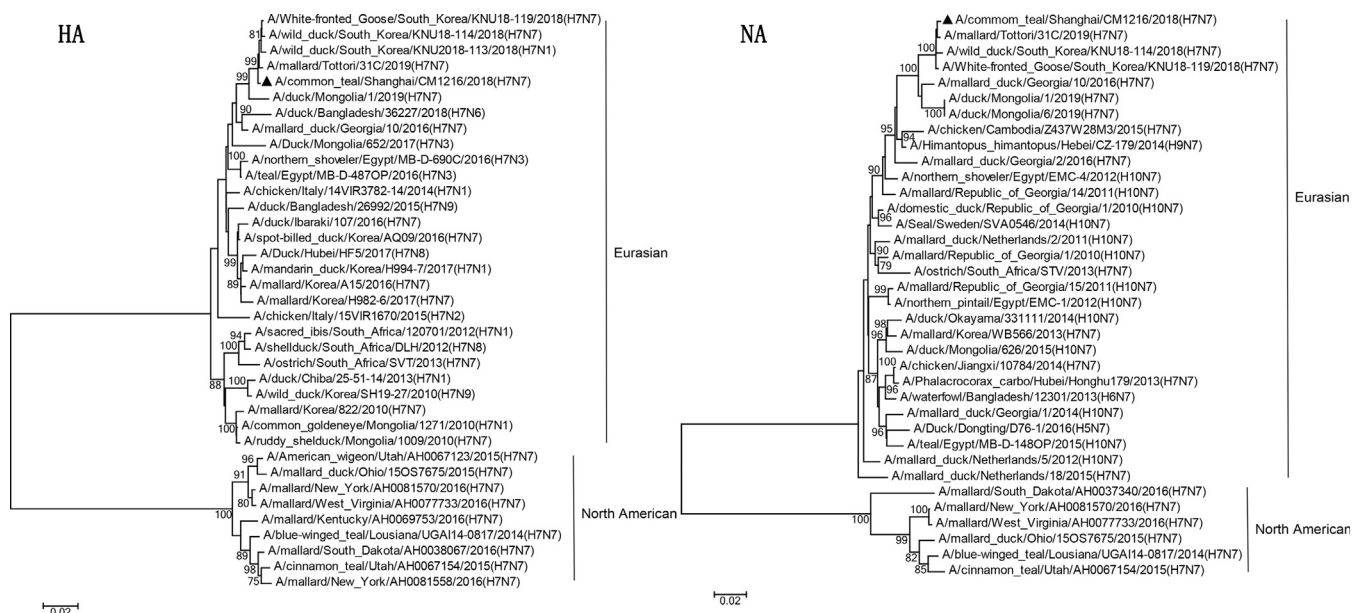 HA
A/White-fronted_Goose/South_Korea/KNU18-119/2018(H7N7)
81
A/wild_duck/South_Korea/KNU18-114/2018(H7N7)
A/wild_duck/South_Korea/KNU2018-113/2018(H7N1)
99
A/mallard/Tottori/31C/2019(H7N7)
99
A/common_teal/Shanghai/CM1216/2018(H7N7)
A/duck/Mongolia/1/2019(H7N7)
90
A/duck/Bangladesh/36227/2018(H7N6)
A/mallard_duck/Georgia/10/2016(H7N7)
A/Duck/Mongolia/652/2017(H7N3)
100
A/northern_shoveler/Egypt/MB-D-690C/2016(H7N3)
A/teal/Egypt/MB-D-487OP/2016(H7N3)
A/chicken/Italy/14VIR3782-14/2014(H7N1)
A/duck/Bangladesh/26992/2015(H7N9)
A/duck/Ibaraki/107/2016(H7N7)
A/spot-billed_duck/Korea/AQ09/2016(H7N7)
A/Duck/Hubei/HF5/2017(H7N8)
99
A/mandarin_duck/Korea/H994-7/2017(H7N1)
89
A/mallard/Korea/A15/2016(H7N7)
A/mallard/Korea/H982-6/2017(H7N7)
A/chicken/Italy/15VIR1670/2015(H7N2)
A/sacred_ibis/South_Africa/120701/2012(H7N1)
94
100
A/shellduck/South_Africa/DLH/2012(H7N8)
A/ostrich/South_Africa/SVT/2013(H7N7)
88
100
A/duck/Chiba/25-51-14/2013(H7N1)
A/wild_duck/Korea/SH19-27/2010(H7N9)
A/mallard/Korea/822/2010(H7N7)
100
A/common_goldeneye/Mongolia/1271/2010(H7N1)
A/ruddy_shelduck/Mongolia/1009/2010(H7N7)
96
A/American_wigeon/Utah/AH0067123/2015(H7N7)
91
A/mallard_duck/Ohio/15OS7675/2015(H7N7)
A/mallard/New_York/AH0081570/2016(H7N7)
80
A/mallard/West_Virginia/AH0077733/2016(H7N7)
100
A/mallard/Kentucky/AH0069753/2016(H7N7)
A/blue-winged_teal/Lousiana/UGAI14-0817/2014(H7N7)
89
A/mallard/South_Dakota/AH0038067/2016(H7N7)
98
A/cinnamon_teal/Utah/AH0067154/2015(H7N7)
75
A/mallard/New_York/AH0081558/2016(H7N7)
Eurasian
North American
0.02
NA
A/commom_teal/Shanghai/CM1216/2018(H7N7)
A/mallard/Tottori/31C/2019(H7N7)
100
A/wild_duck/South_Korea/KNU18-114/2018(H7N7)
100
A/White-fronted_Goose/South_Korea/KNU18-119/2018(H7N7)
A/mallard_duck/Georgia/10/2016(H7N7)
A/duck/Mongolia/1/2019(H7N7)
100
A/duck/Mongolia/6/2019(H7N7)
95
A/chicken/Cambodia/Z437W28M3/2015(H7N7)
94
A/Himantopus_himantopus/Hebei/CZ-179/2014(H9N7)
A/mallard_duck/Georgia/2/2016(H7N7)
90
A/northern_shoveler/Egypt/EMC-4/2012(H10N7)
A/mallard/Republic_of_Georgia/14/2011(H10N7)
A/domestic_duck/Republic_of_Georgia/1/2010(H10N7)
96
A/Seal/Sweden/SVA0546/2014(H10N7)
A/mallard_duck/Netherlands/2/2011(H10N7)
90
A/mallard/Republic_of_Georgia/1/2010(H10N7)
79
A/ostrich/South_Africa/STV/2013(H7N7)
99
A/mallard/Republic_of_Georgia/15/2011(H10N7)
A/northern_pintail/Egypt/EMC-1/2012(H10N7)
A/duck/Okayama/331111/2014(H10N7)
98
96
A/mallard/Korea/WB566/2013(H7N7)
A/duck/Mongolia/626/2015(H10N7)
100
A/chicken/Jiangxi/10784/2014(H7N7)
87
A/Phalacrocorax_carbo/Hubei/Honghu179/2013(H7N7)
96
A/waterfowl/Bangladesh/12301/2013(H6N7)
A/mallard_duck/Georgia/1/2014(H10N7)
96
A/Duck/Dongting/D76-1/2016(H5N7)
A/teal/Egypt/MB-D-148OP/2015(H10N7)
A/mallard_duck/Netherlands/5/2012(H10N7)
A/mallard_duck/Netherlands/18/2015(H7N7)
A/mallard/South_Dakota/AH0037340/2016(H7N7)
100
100
A/mallard/New_York/AH0081570/2016(H7N7)
A/mallard/West_Virginia/AH0077733/2016(H7N7)
99
A/mallard_duck/Ohio/15OS7675/2015(H7N7)
82
A/blue-winged_teal/Lousiana/UGAI14-0817/2014(H7N7)
85
A/cinnamon_teal/Utah/AH0067154/2015(H7N7)
Eurasian
North American
0.02